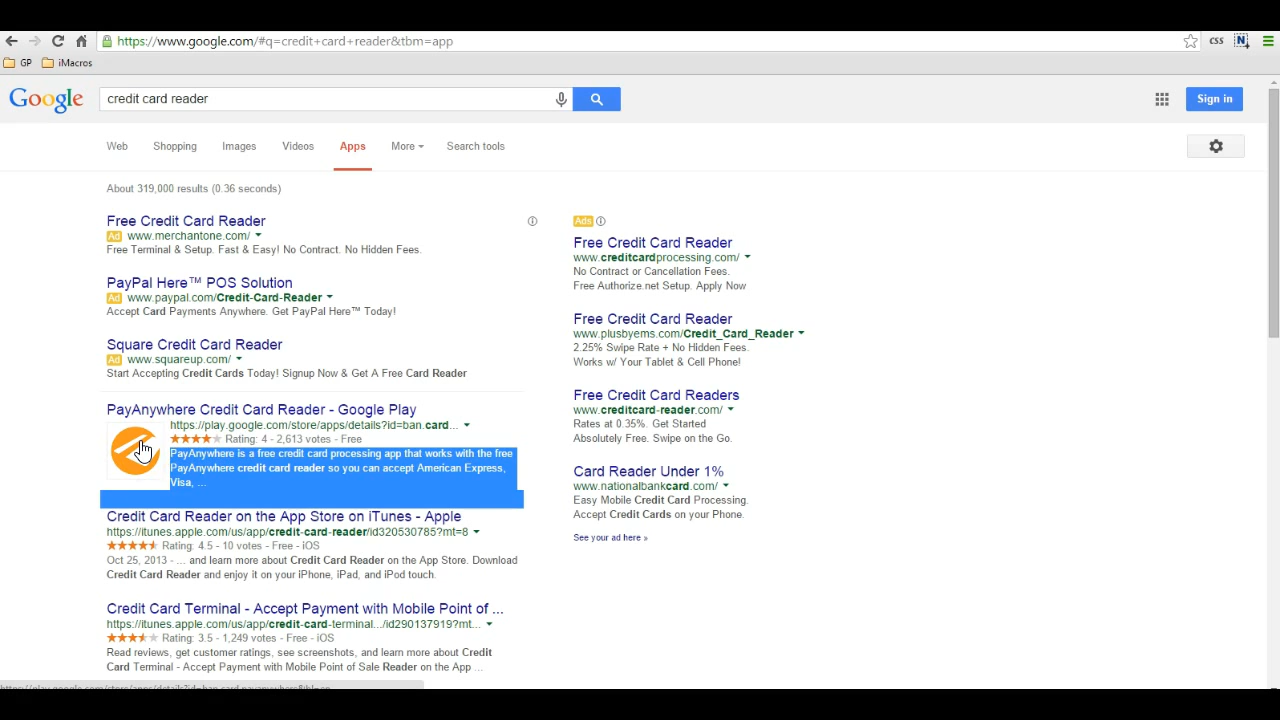 https://www.google.com/#q=credit+card+reader&tbm=app
css
N
GP
iMacros
Google
credit card reader
Sign in
Web Shopping Images Videos Apps More Search tools
About 319,000 results (0.36 seconds)
Free Credit Card Reader
Ad www.merchantone.com/
Free Terminal & Setup. Fast & Easy! No Contract. No Hidden Fees.
PayPal Here™ POS Solution
Ad www.paypal.com/Credit-Card-Reader
Accept Card Payments Anywhere. Get PayPal Here™ Today!
Square Credit Card Reader
Ad www.squareup.com/
Start Accepting Credit Cards Today! Signup Now & Get A Free Card Reader
PayAnywhere Credit Card Reader - Google Play
https://play.google.com/store/apps/details?id=ban.card...
Rating: 4 - 2,613 votes - Free
PayAnywhere is a free credit card processing app that works with the free
PayAnywhere credit card reader so you can accept American Express,
Visa, ...
Credit Card Reader on the App Store on iTunes - Apple
https://itunes.apple.com/us/app/credit-card-reader/id320530785?mt=8
Rating: 4.5 - 10 votes - Free - iOS
Oct 25, 2013 - ... and learn more about Credit Card Reader on the App Store. Download
Credit Card Reader and enjoy it on your iPhone, iPad, and iPod touch.
Credit Card Terminal - Accept Payment with Mobile Point of ...
https://itunes.apple.com/us/app/credit-card-terminal.../id290137919?mt...
Rating: 3.5 - 1,249 votes - Free - iOS
Read reviews, get customer ratings, see screenshots, and learn more about Credit
Card Terminal - Accept Payment with Mobile Point of Sale Reader on the App ...
Ads
Free Credit Card Reader
www.creditcardprocessing.com/
No Contract or Cancellation Fees.
Free Authorize.net Setup. Apply Now
Free Credit Card Reader
www.plusbyems.com/Credit_Card_Reader
2.25% Swipe Rate + No Hidden Fees.
Works w/ Your Tablet & Cell Phone!
Free Credit Card Readers
www.creditcard-reader.com/
Rates at 0.35%. Get Started
Absolutely Free. Swipe on the Go.
Card Reader Under 1%
www.nationalbankcard.com/
Easy Mobile Credit Card Processing.
Accept Credit Cards on your Phone.
See your ad here »